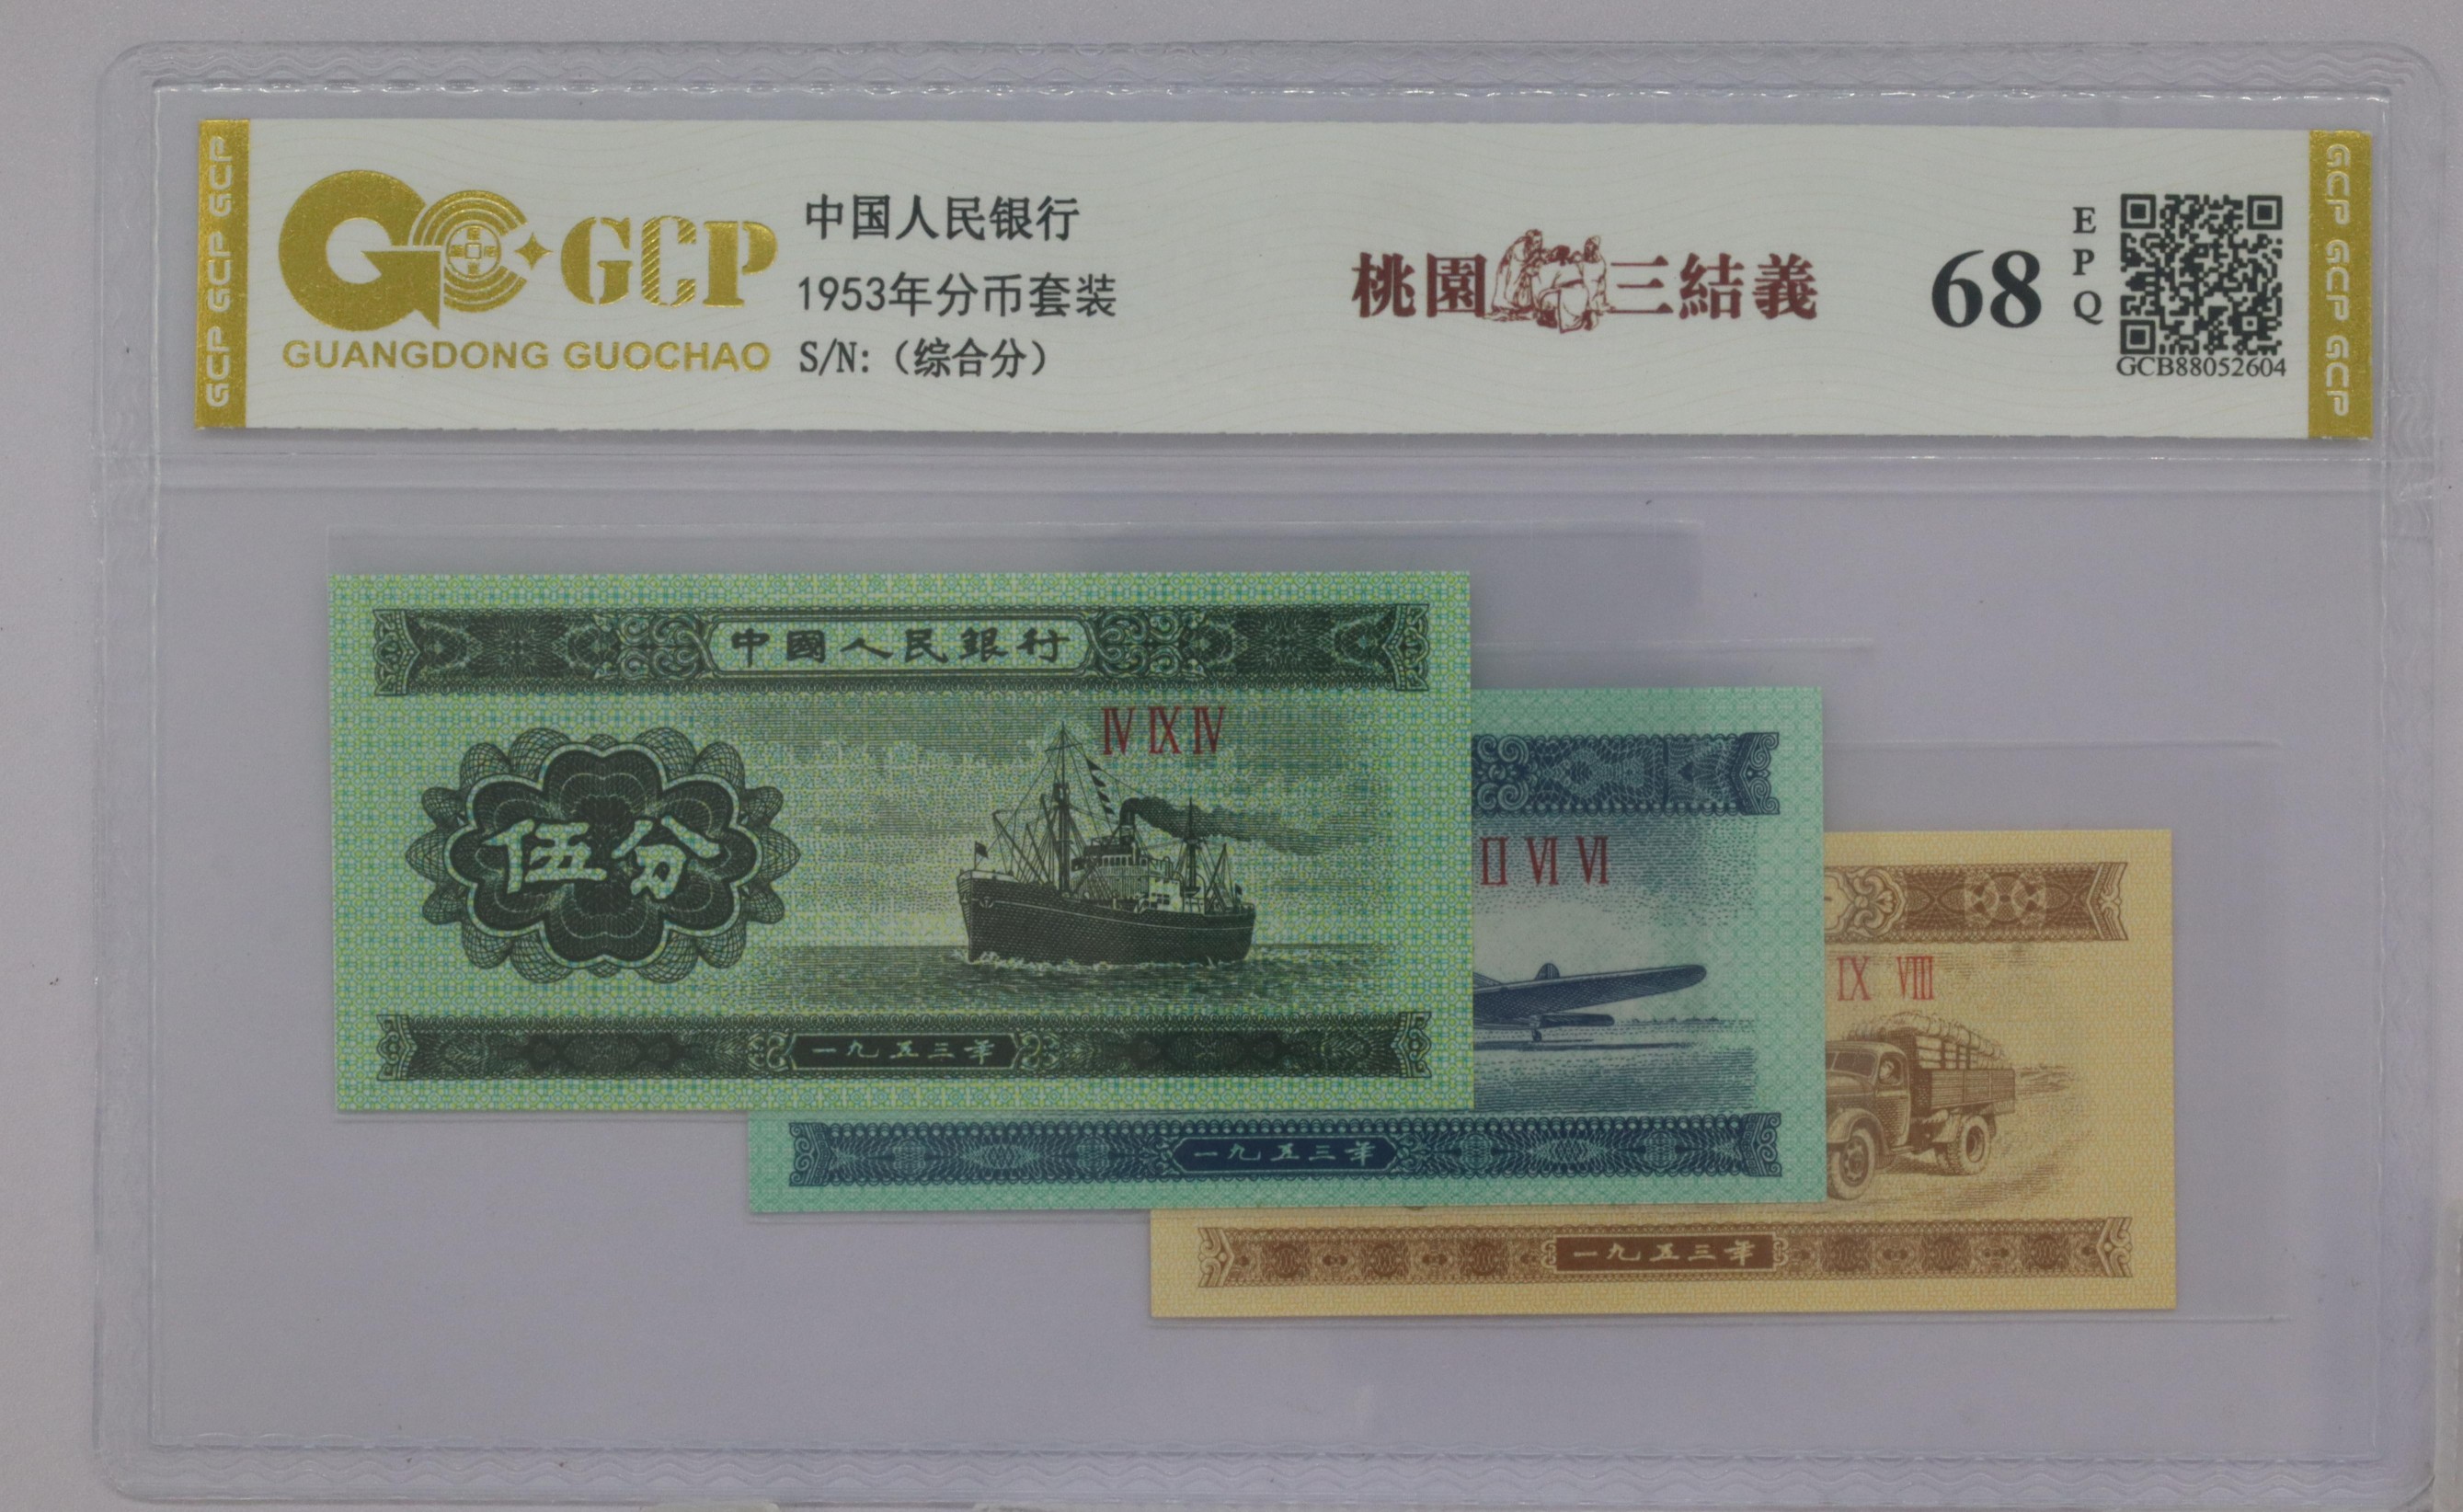 GCP GCP GCP
GCP
GUANGDONG GUOCHAO
中国人民银行
1953年分币套装
S/N:（综合分）
桃園三結義
68
EPQ
GCB88052604
GCP GCP GCP
中國人民銀行
IV IX IV
伍分
一九五三年
VI VI
一九五三年
IX VIII
一九五三年